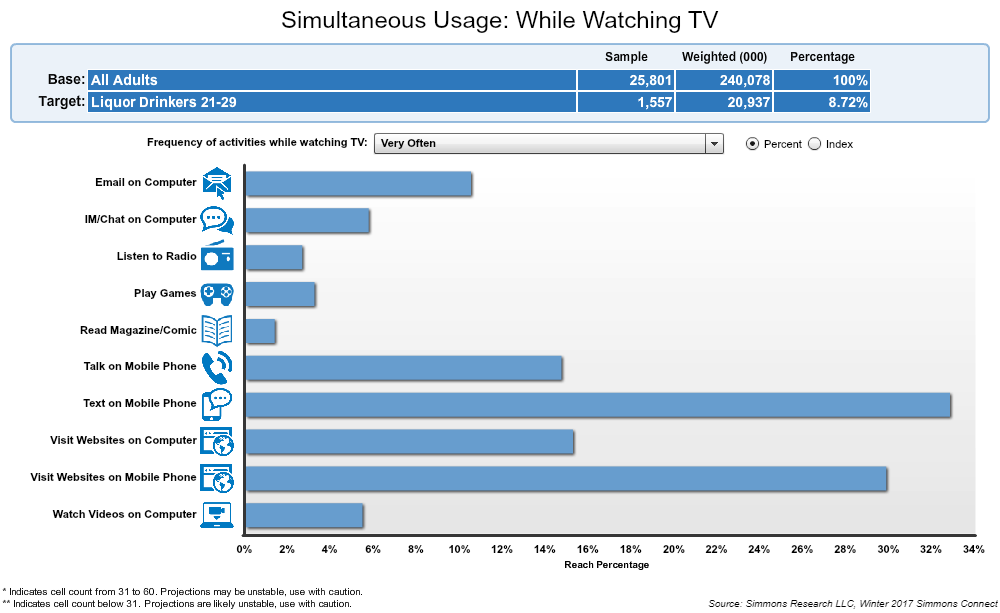 Simultaneous Usage: While Watching TV
Sample Weighted (000) Percentage
Base: All Adults 25,801 240,078 100%
Target: Liquor Drinkers 21-29 1,557 20,937 8.72%
Frequency of activities while watching TV: Very Often Percent Index
Email on Computer
IM/Chat on Computer
Listen to Radio
Play Games
Read Magazine/Comic
Talk on Mobile Phone
Text on Mobile Phone
Visit Websites on Computer
Visit Websites on Mobile Phone
Watch Videos on Computer
0% 2% 4% 6% 8% 10% 12% 14% 16% 18% 20% 22% 24% 26% 28% 30% 32% 34%
Reach Percentage
* Indicates cell count from 31 to 60. Projections may be unstable, use with caution.
** Indicates cell count below 31. Projections are likely unstable, use with caution.
Source: Simmons Research LLC, Winter 2017 Simmons Connect